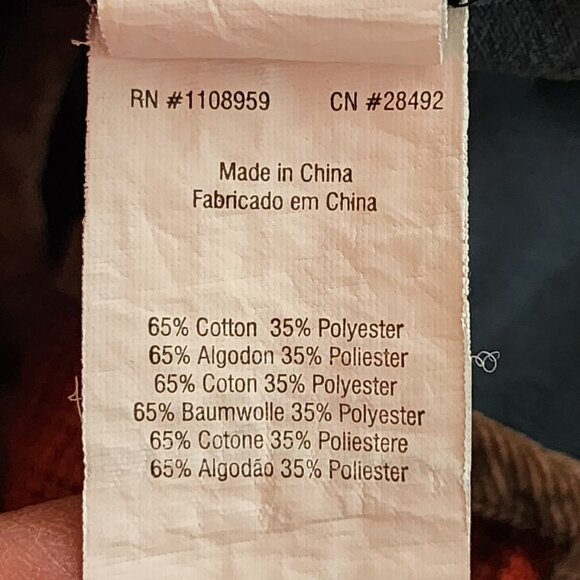 RN #1108959 CN #28492
Made in China
Fabricado em China
65% Cotton 35% Polyester
65% Algodon 35% Poliester
65% Coton 35% Polyester
65% Baumwolle 35% Polyester
65% Cotone 35% Poliestere
65% Algodão 35% Poliester